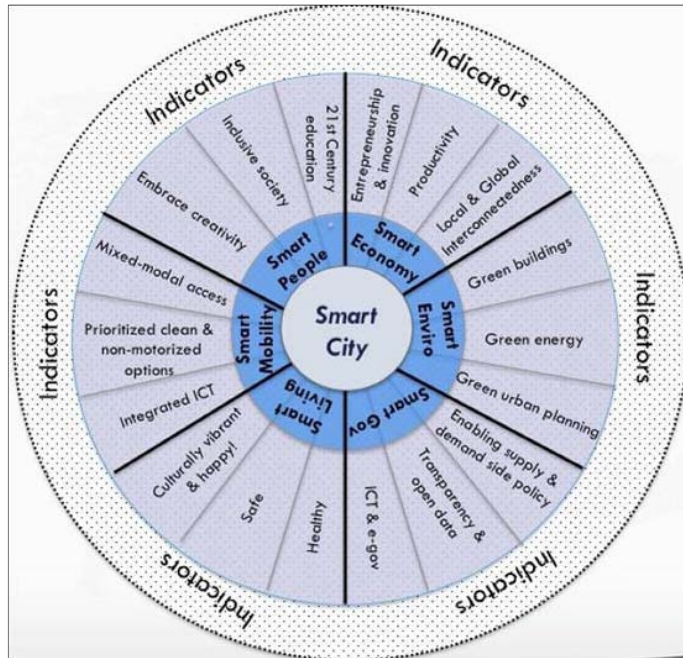 Indicators
Indicators
Indicators
Indicators
Indicators
Indicators
Smart
City
Smart
Economy
Entrepreneurship
& innovation
Productivity
Local & Global
Interconnectedness
Smart
Enviro
Green buildings
Green energy
Green urban planning
Smart Gov
Enabling supply &
demand side policy
Transparency &
open data
ICT & e-gov
Smart
Living
Healthy
Safe
Culturally vibrant
& happy!
Smart
Mobility
Integrated ICT
Prioritized clean &
non-motorized
options
Mixed-modal access
Smart
People
Embrace creativity
Inclusive society
21st Century
education